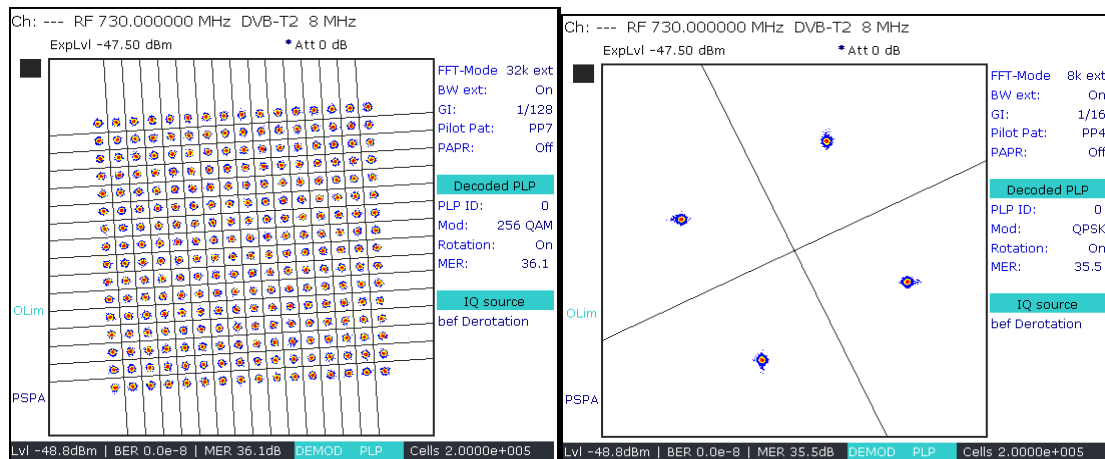 Ch: --- RF 730.000000 MHz DVB-T2 8 MHz
ExpLvl -47.50 dBm * Att 0 dB
FFT-Mode 32k ext
BW ext: On
GI: 1/128
Pilot Pat: PP7
PAPR: Off
Decoded PLP
PLP ID: 0
Mod: 256 QAM
Rotation: On
MER: 36.1
IQ source
bef Derotation
OLim
PSPA
Lvl -48.8dBm | BER 0.0e-8 | MER 36.1dB DEMOD PLP Cells 2.0000e+005
Ch: --- RF 730.000000 MHz DVB-T2 8 MHz
ExpLvl -47.50 dBm * Att 0 dB
FFT-Mode 8k ext
BW ext: On
GI: 1/16
Pilot Pat: PP4
PAPR: Off
Decoded PLP
PLP ID: 0
Mod: QPSK
Rotation: On
MER: 35.5
IQ source
bef Derotation
OLim
PSPA
Lvl -48.8dBm | BER 0.0e-8 | MER 35.5dB DEMOD PLP Cells 2.0000e+005